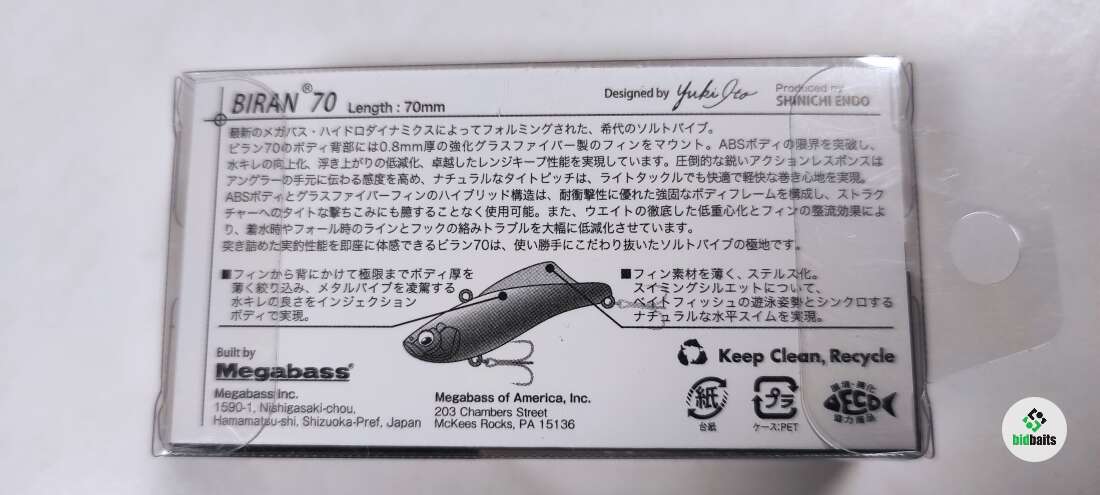 BIRAN® 70 Length : 70mm
Designed by Yuki Ito
Produced by SHINICHI ENDO
最新のメガバス・ハイドロダイナミクスによってフォルミングされた、希代のソルトバイブ。
ビラン70のボディ背部には0.8mm厚の強化グラスファイバー製のフィンをマウント。ABSボディの限界を突破し、
水キレの向上化、浮き上がりの低減化、卓越したレンジキープ性能を実現しています。圧倒的な鋭いアクションレスポンスは
アングラーの手元に伝わる感度を高め、ナチュラルなタイトピッチは、ライトタックルでも快適で軽快な巻き心地を実現。
ABSボディとグラスファイバーフィンのハイブリッド構造は、耐衝撃性に優れた強固なボディフレームを構成し、ストラク
チャーへのタイトな撃ちこみにも臆することなく使用可能。また、ウエイトの徹底した低重心化とフィンの整流効果によ
り、着水時やフォール時のラインとフックの絡みトラブルを大幅に低減化させています。
突き詰めた実釣性能を即座に体感できるビラン70は、使い勝手にこだわり抜いたソルトバイブの極地です。
■フィンから背にかけて極限までボディ厚を
薄く絞り込み、メタルバイブを凌駕する
水キレの良さをインジェクション
ボディで実現。
■フィン素材を薄く、ステルス化。
スイミングシルエットについて、
ベイトフィッシュの遊泳姿勢とシンクロする
ナチュラルな水平スイムを実現。
Built by
Megabass®
Megabass Inc.
1590-1, Nishigasaki-chou,
Hamamatsu-shi, Shizuoka-Pref, Japan
Megabass of America, Inc.
203 Chambers Street
McKees Rocks, PA 15136
Keep Clean, Recycle
紙
台紙
プラ
ケース:PET
環境・進化
ECO
協力魔法
bidbaits